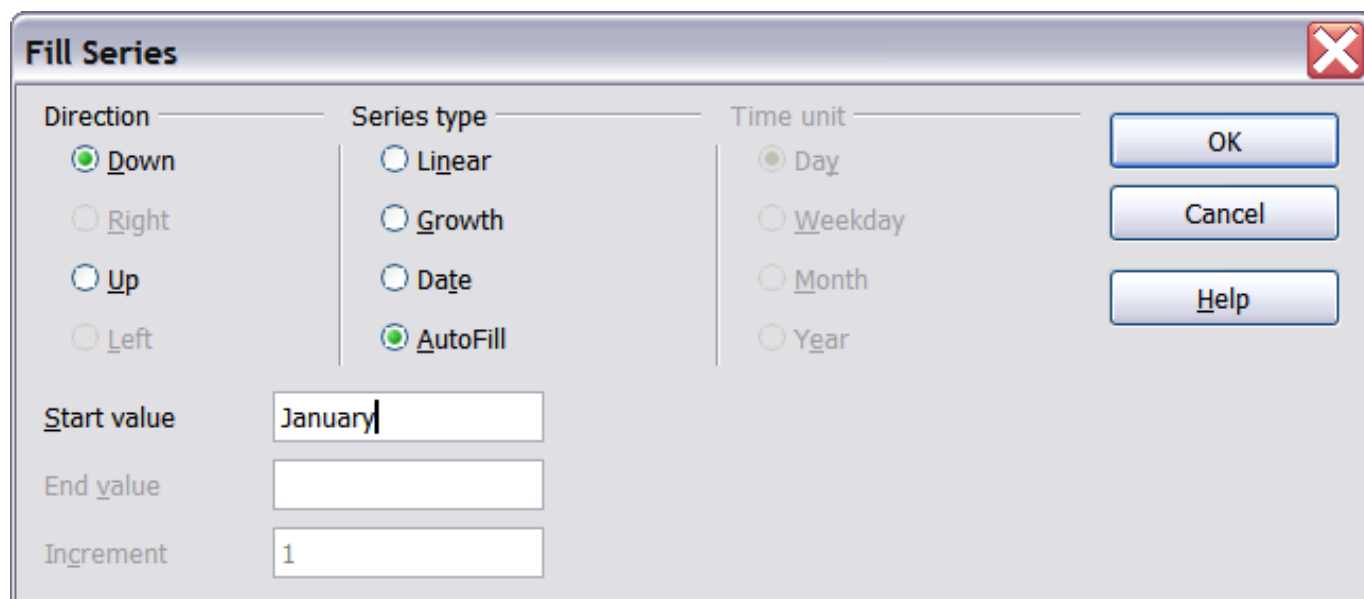 Fill Series
Direction
Down
Right
Up
Left
Series type
Linear
Growth
Date
AutoFill
Time unit
Day
Weekday
Month
Year
OK
Cancel
Help
Start value
January
End value
Increment
1